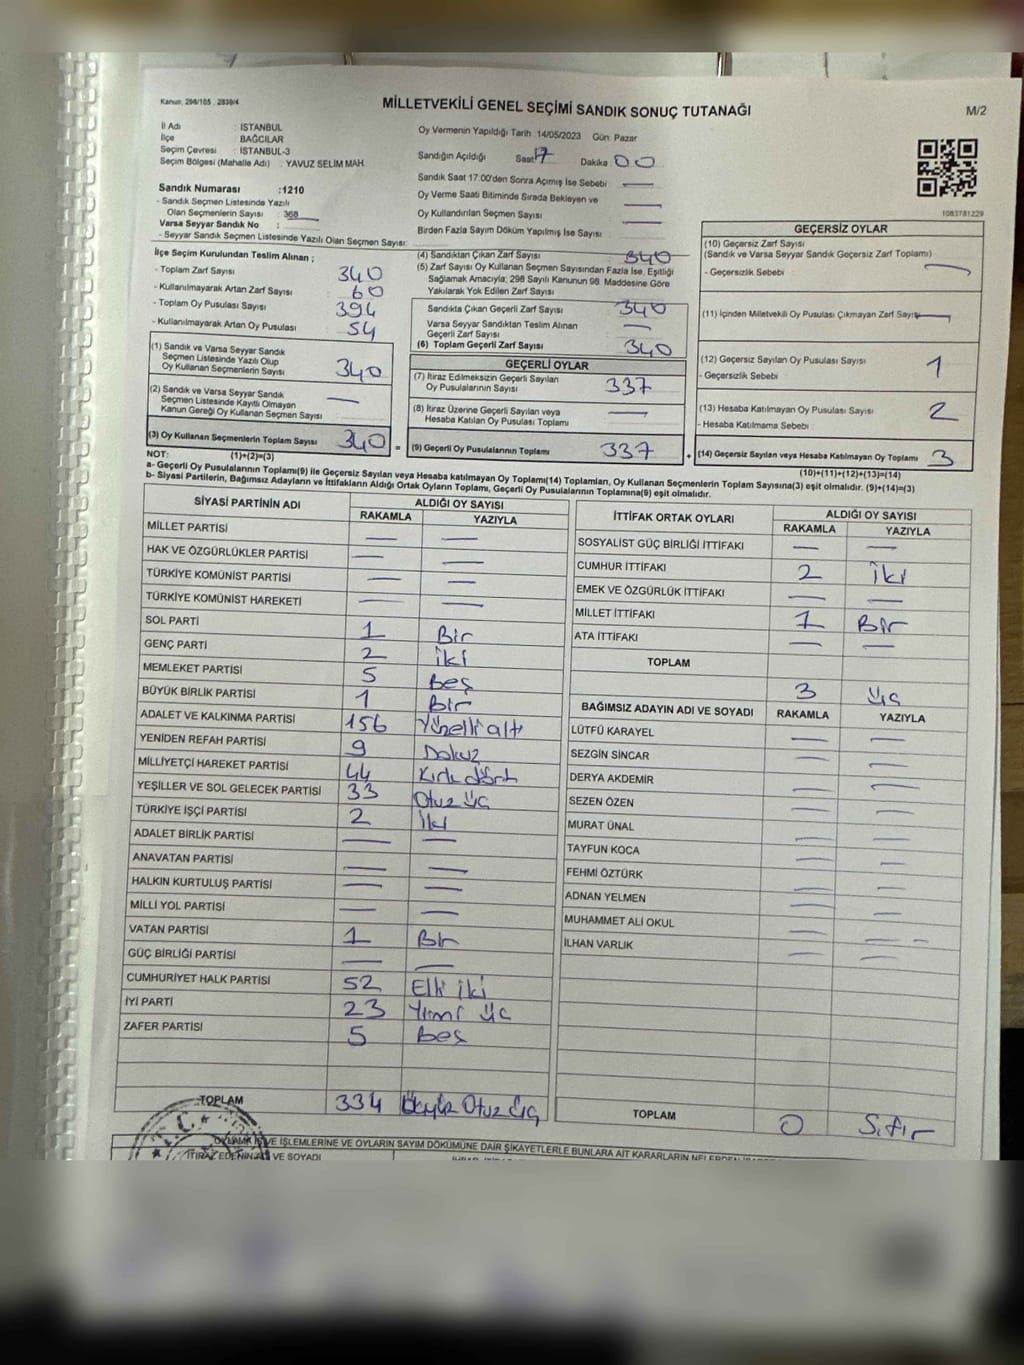 Kanun: 298/105 , 2839/4
MİLLETVEKİLİ GENEL SEÇİMİ SANDIK SONUÇ TUTANAĞI
M/2
İl Adı : İSTANBUL
İlçe BAĞCILAR
Seçim Çevresi : İSTANBUL-3
Seçim Bölgesi (Mahalle Adı) : YAVUZ SELİM MAH.
Oy Vermenin Yapıldığı Tarih 14/05/2023 Gün. Pazar
Sandığın Açıldığı Saat 17 Dakika 00
Sandık Saat 17:00'den Sonra Açımış İse Sebebi —
Oy Verme Saati Bitiminde Sırada Bekleyen ve
Oy Kullandırılan Seçmen Sayısı —
Birden Fazla Sayım Döküm Yapılmış İse Sayısı —
1083781229
Sandık Numarası :1210
- Sandık Seçmen Listesinde Yazılı
Olan Seçmenlerin Sayısı : 368
Varsa Seyyar Sandık No :
- Seyyar Sandık Seçmen Listesinde Yazılı Olan Seçmen Sayısı:
İlçe Seçim Kurulundan Teslim Alınan ;
- Toplam Zarf Sayısı 340
- Kullanılmayarak Artan Zarf Sayısı 60
- Toplam Oy Pusulası Sayısı 394
- Kullanılmayarak Artan Oy Pusulası 54
(1) Sandık ve Varsa Seyyar Sandık
Seçmen Listesinde Yazılı Olup
Oy Kullanan Seçmenlerin Sayısı 340
(2) Sandık ve Varsa Seyyar Sandık
Seçmen Listesinde Kayıtlı Olmayan
Kanun Gereği Oy Kullanan Seçmen Sayısı —
(3) Oy Kullanan Seçmenlerin Toplam Sayısı 340 =
(4) Sandıktan Çıkan Zarf Sayısı 340
(5) Zarf Sayısı Oy Kullanan Seçmen Sayısından Fazla İse, Eşitliği
Sağlamak Amacıyla, 298 Sayılı Kanunun 98. Maddesine Göre
Yakılarak Yok Edilen Zarf Sayısı
Sandıkta Çıkan Geçerli Zarf Sayısı 340
Varsa Seyyar Sandıktan Teslim Alınan
Geçerli Zarf Sayısı —
(6) Toplam Geçerli Zarf Sayısı 340
GEÇERLİ OYLAR
(7) İtiraz Edilmeksizin Geçerli Sayılan
Oy Pusulalarının Sayısı 337
(8) İtiraz Üzerine Geçerli Sayılan veya
Hesaba Katılan Oy Pusulası Toplamı —
(9) Geçerli Oy Pusulalarının Toplamı 337 +
GEÇERSİZ OYLAR
(10) Geçersiz Zarf Sayısı
(Sandık ve Varsa Seyyar Sandık Geçersiz Zarf Toplamı)
- Geçersizlik Sebebi —
(11) İçinden Milletvekili Oy Pusulası Çıkmayan Zarf Sayısı —
(12) Geçersiz Sayılan Oy Pusulası Sayısı 1
- Geçersizlik Sebebi
(13) Hesaba Katılmayan Oy Pusulası Sayısı 2
- Hesaba Katılmama Sebebi
(14) Geçersiz Sayılan veya Hesaba Katılmayan Oy Toplamı 3
NOT: (1)+(2)=(3)
(10)+(11)+(12)+(13)=(14)
a- Geçerli Oy Pusulalarının Toplamı(9) ile Geçersiz Sayılan veya Hesaba katılmayan Oy Toplamı(14) Toplamları, Oy Kullanan Seçmenlerin Toplam Sayısına(3) eşit olmalıdır. (9)+(14)=(3)
b- Siyasi Partilerin, Bağımsız Adayların ve İttifakların Aldığı Ortak Oyların Toplamı, Geçerli Oy Pusulalarının Toplamına(9) eşit olmalıdır.
SİYASİ PARTİNİN ADI ALDIĞI OY SAYISI
RAKAMLA YAZIYLA
MİLLET PARTİSİ — —
HAK VE ÖZGÜRLÜKLER PARTİSİ — —
TÜRKİYE KOMÜNİST PARTİSİ — —
TÜRKİYE KOMÜNİST HAREKETİ — —
SOL PARTİ 1 Bir
GENÇ PARTİ 2 İki
MEMLEKET PARTİSİ 5 Beş
BÜYÜK BİRLİK PARTİSİ 1 Bir
ADALET VE KALKINMA PARTİSİ 156 Yüzelli altı
YENİDEN REFAH PARTİSİ 9 Dokuz
MİLLİYETÇİ HAREKET PARTİSİ 44 Kırk dört
YEŞİLLER VE SOL GELECEK PARTİSİ 33 Otuz üç
TÜRKİYE İŞÇİ PARTİSİ 2 İki
ADALET BİRLİK PARTİSİ — —
ANAVATAN PARTİSİ — —
HALKIN KURTULUŞ PARTİSİ — —
MİLLİ YOL PARTİSİ — —
VATAN PARTİSİ 1 Bir
GÜÇ BİRLİĞİ PARTİSİ — —
CUMHURİYET HALK PARTİSİ 52 Elli iki
İYİ PARTİ 23 Yirmi üç
ZAFER PARTİSİ 5 Beş
TOPLAM 334 Üçyüz Otuz üç
İTTİFAK ORTAK OYLARI ALDIĞI OY SAYISI
RAKAMLA YAZIYLA
SOSYALİST GÜÇ BİRLİĞİ İTTİFAKI — —
CUMHUR İTTİFAKI 2 İki
EMEK VE ÖZGÜRLÜK İTTİFAKI — —
MİLLET İTTİFAKI 1 Bir
ATA İTTİFAKI — —
TOPLAM 3 Üç
BAĞIMSIZ ADAYIN ADI VE SOYADI RAKAMLA YAZIYLA
LÜTFÜ KARAYEL — —
SEZGİN SİNCAR — —
DERYA AKDEMİR — —
SEZEN ÖZEN — —
MURAT ÜNAL — —
TAYFUN KOCA — —
FEHMİ ÖZTÜRK — —
ADNAN YELMEN — —
MUHAMMET ALİ OKUL — —
İLHAN VARLIK — —
TOPLAM 0 Sıfır
T.C.
VE İŞLEMLERİNE VE OYLARIN SAYIM DÖKÜMÜNE DAİR ŞİKAYETLERLE BUNLARA AİT KARARLARIN
İTİRAZ EDENİN ADI VE SOYADI